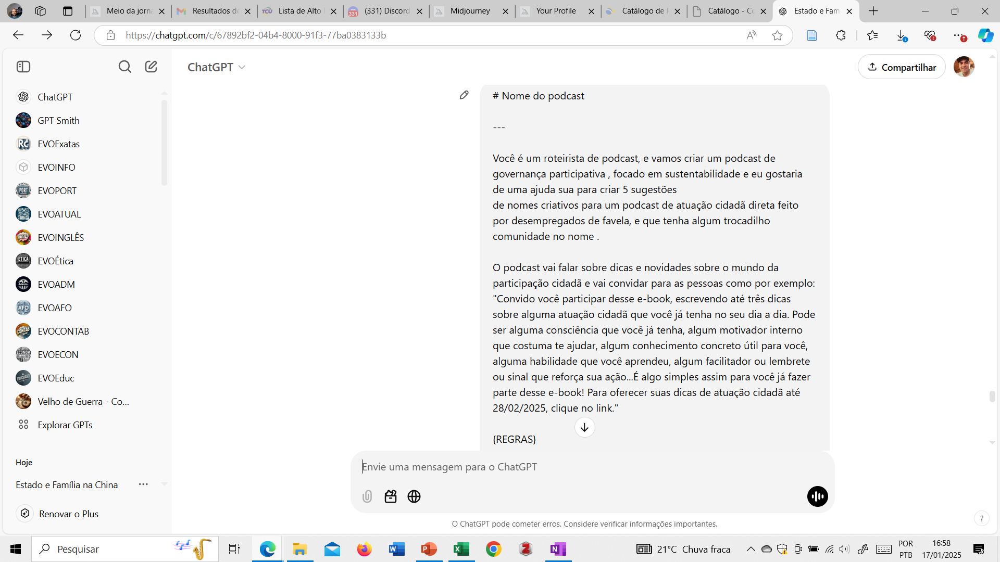 Meio da jorna
Resultados de
Lista de Alto
(331) Discord
Midjourney
Your Profile
Catálogo de
Catálogo - Co
Estado e Fam
https://chatgpt.com/c/67892bf2-04b4-8000-91f3-77ba0383133b
ChatGPT
Compartilhar
ChatGPT
GPT Smith
EVOExatas
EVOINFO
EVOPORT
EVOATUAL
EVOINGLÊS
EVOÉtica
EVOADM
EVOAFO
EVOCONTAB
EVOECON
EVOEduc
Velho de Guerra - Co...
Explorar GPTs
Hoje
Estado e Família na China
Renovar o Plus
# Nome do podcast
---
Você é um roteirista de podcast, e vamos criar um podcast de
governança participativa , focado em sustentabilidade e eu gostaria
de uma ajuda sua para criar 5 sugestões
de nomes criativos para um podcast de atuação cidadã direta feito
por desempregados de favela, e que tenha algum trocadilho
comunidade no nome .
O podcast vai falar sobre dicas e novidades sobre o mundo da
participação cidadã e vai convidar para as pessoas como por exemplo:
"Convido você participar desse e-book, escrevendo até três dicas
sobre alguma atuação cidadã que você já tenha no seu dia a dia. Pode
ser alguma consciência que você já tenha, algum motivador interno
que costuma te ajudar, algum conhecimento concreto útil para você,
alguma habilidade que você aprendeu, algum facilitador ou lembrete
ou sinal que reforça sua ação...É algo simples assim para você já fazer
parte desse e-book! Para oferecer suas dicas de atuação cidadã até
28/02/2025, clique no link."
{REGRAS}
Envie uma mensagem para o ChatGPT
O ChatGPT pode cometer erros. Considere verificar informações importantes.
?
Pesquisar
21°C Chuva fraca
POR
PTB
16:58
17/01/2025